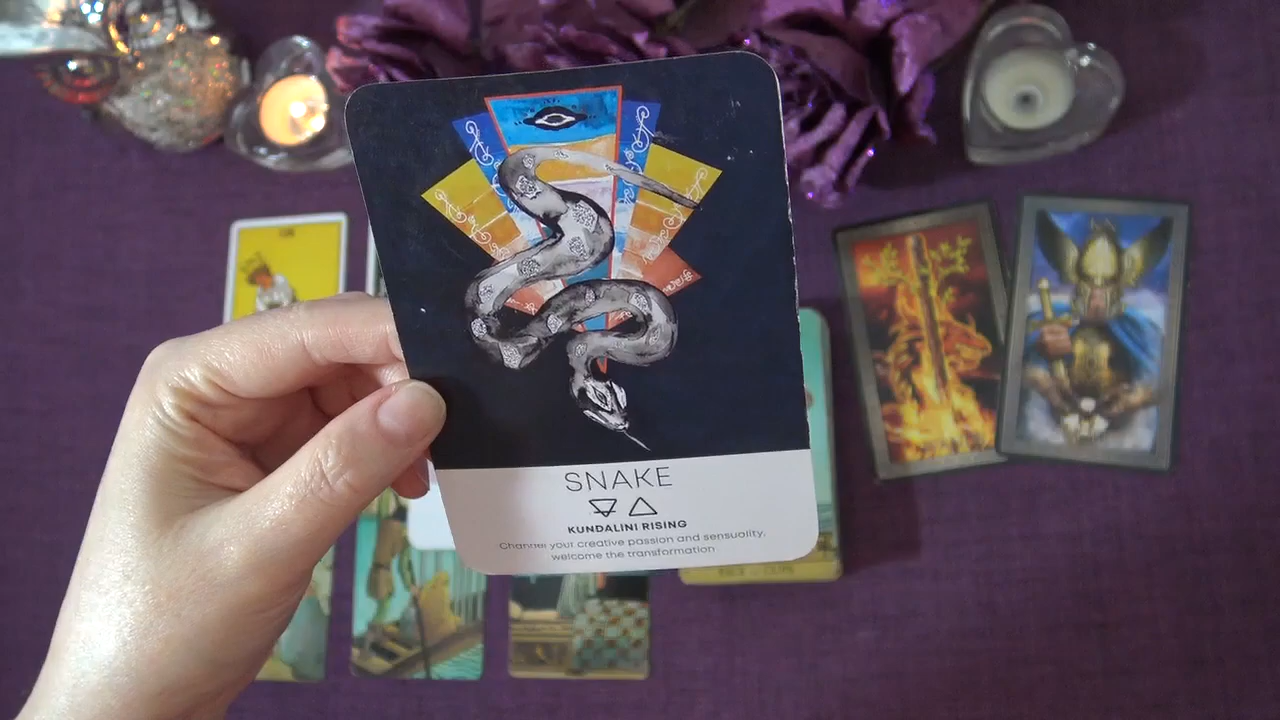 SNAKE
KUNDALINI RISING
Channel your creative passion and sensuality,
welcome the transformation